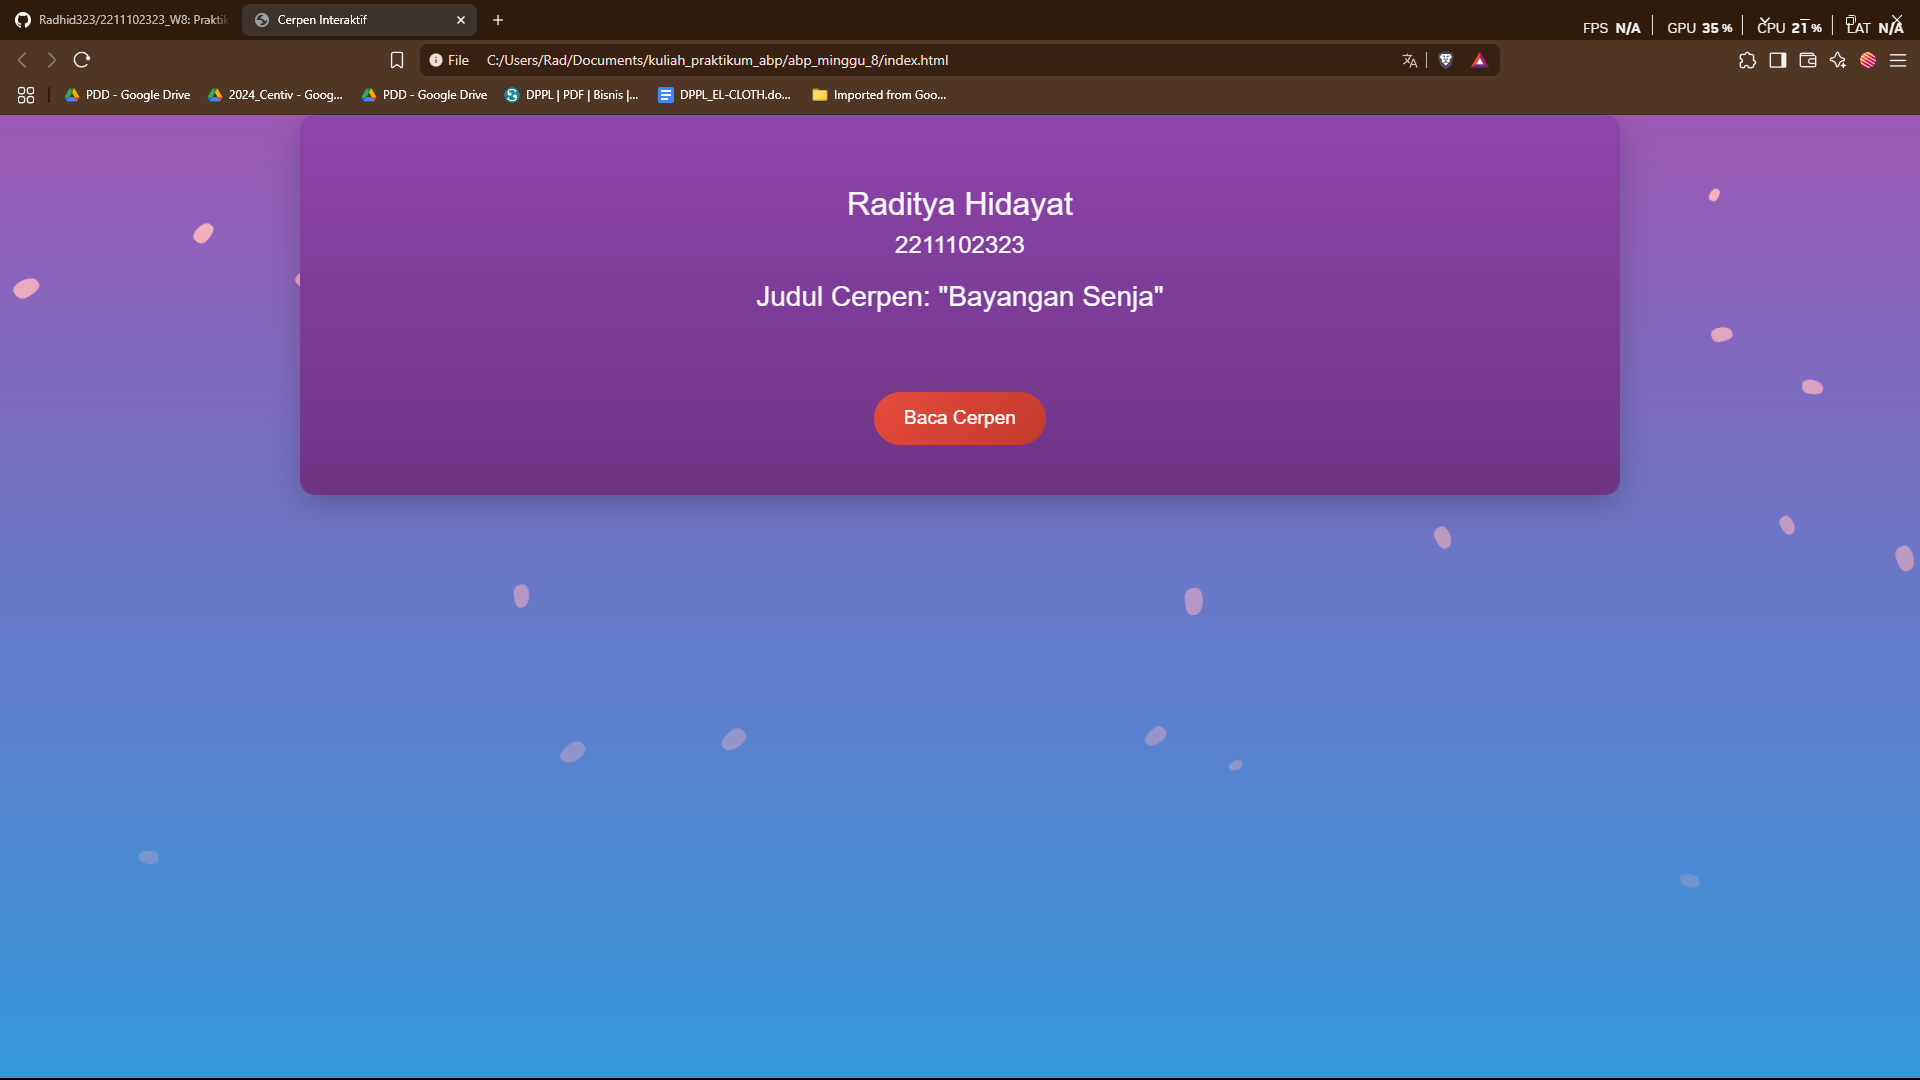 Radhid323/2211102323_W8: Prakti
Cerpen Interaktif
FPS N/A GPU 35 % CPU 21 % LAT N/A
File C:/Users/Rad/Documents/kuliah_praktikum_abp/abp_minggu_8/index.html
PDD - Google Drive 2024_Centiv - Goog... PDD - Google Drive DPPL | PDF | Bisnis |... DPPL_EL-CLOTH.do... Imported from Goo...
Raditya Hidayat
2211102323
Judul Cerpen: "Bayangan Senja"
Baca Cerpen